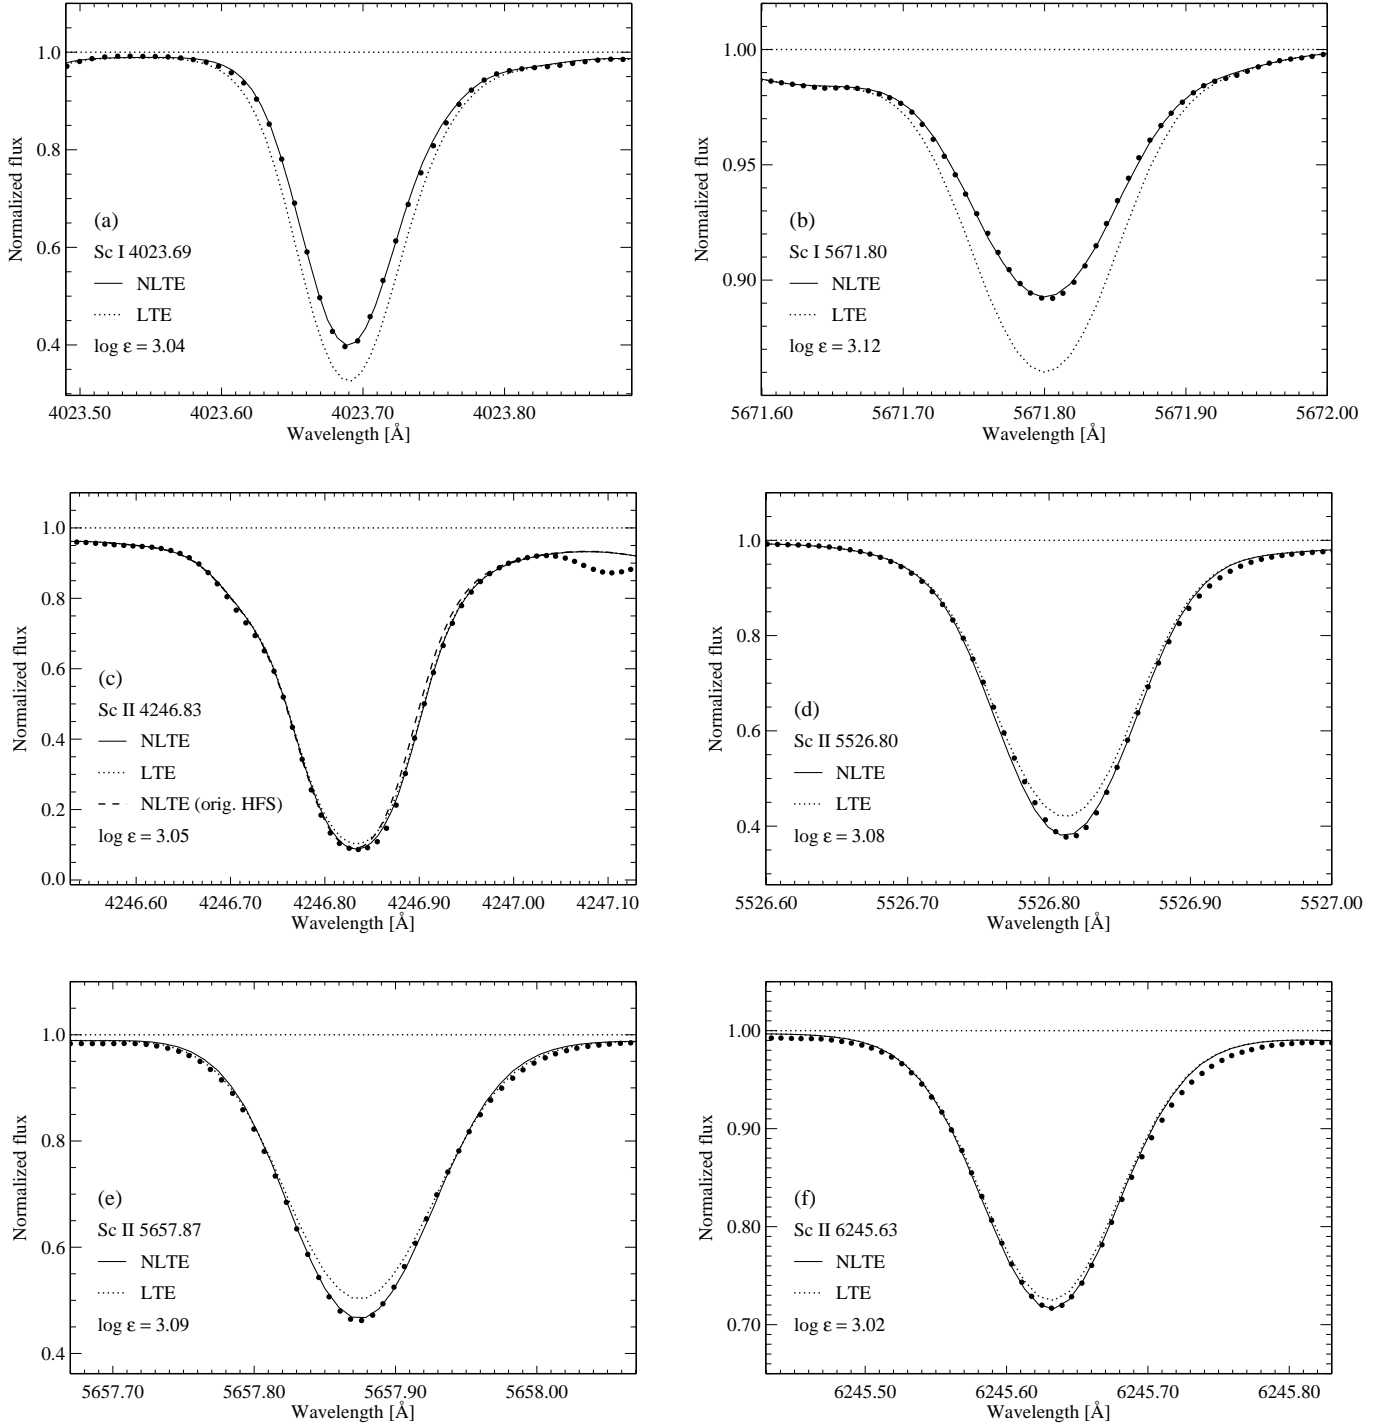 1.0
0.8
0.6
0.4
Normalized flux
(a)
Sc I 4023.69
NLTE
LTE
log ε = 3.04
4023.50 4023.60 4023.70 4023.80
Wavelength [Å]
1.00
0.95
0.90
Normalized flux
(b)
Sc I 5671.80
NLTE
LTE
log ε = 3.12
5671.60 5671.70 5671.80 5671.90 5672.00
Wavelength [Å]
1.0
0.8
0.6
0.4
0.2
0.0
Normalized flux
(c)
Sc II 4246.83
NLTE
LTE
NLTE (orig. HFS)
log ε = 3.05
4246.60 4246.70 4246.80 4246.90 4247.00 4247.10
Wavelength [Å]
1.0
0.8
0.6
0.4
Normalized flux
(d)
Sc II 5526.80
NLTE
LTE
log ε = 3.08
5526.60 5526.70 5526.80 5526.90 5527.00
Wavelength [Å]
1.0
0.8
0.6
0.4
Normalized flux
(e)
Sc II 5657.87
NLTE
LTE
log ε = 3.09
5657.70 5657.80 5657.90 5658.00
Wavelength [Å]
1.00
0.90
0.80
0.70
Normalized flux
(f)
Sc II 6245.63
NLTE
LTE
log ε = 3.02
6245.50 6245.60 6245.70 6245.80
Wavelength [Å]